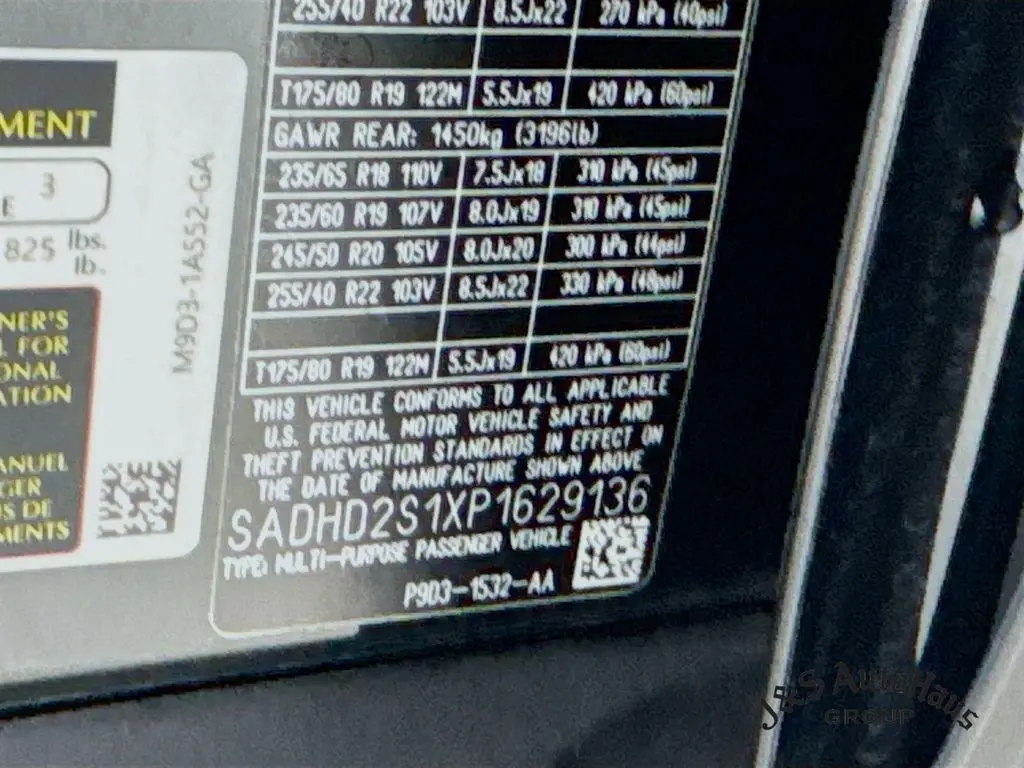 MENT
E 3
825 lbs.
lb.
NER'S
L FOR
ONAL
ATION
ANUEL
GER
US DE
MENTS
M9D3-1A552-GA
255/40 R22 103V 8.5Jx22 270 kPa (40psi)
T175/80 R19 122M 5.5Jx19 420 kPa (60psi)
GAWR REAR: 1450kg (3196lb)
235/65 R18 110V 7.5Jx18 310 kPa (45psi)
235/60 R19 107V 8.0Jx19 310 kPa (45psi)
245/50 R20 105V 8.0Jx20 300 kPa (44psi)
255/40 R22 103V 8.5Jx22 330 kPa (48psi)
T175/80 R19 122M 5.5Jx19 420 kPa (60psi)
THIS VEHICLE CONFORMS TO ALL APPLICABLE
U.S. FEDERAL MOTOR VEHICLE SAFETY AND
THEFT PREVENTION STANDARDS IN EFFECT ON
THE DATE OF MANUFACTURE SHOWN ABOVE
SADHD2S1XP1629136
TYPE: MULTI-PURPOSE PASSENGER VEHICLE
P9D3-1532-AA
J&S AutoHaus
GROUP